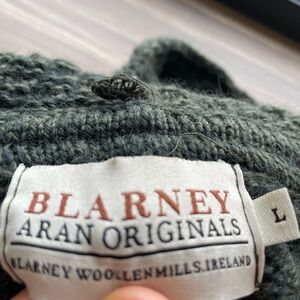 BLARNEY
ARAN ORIGINALS
BLARNEY WOOLLEN MILLS.IRELAND
L